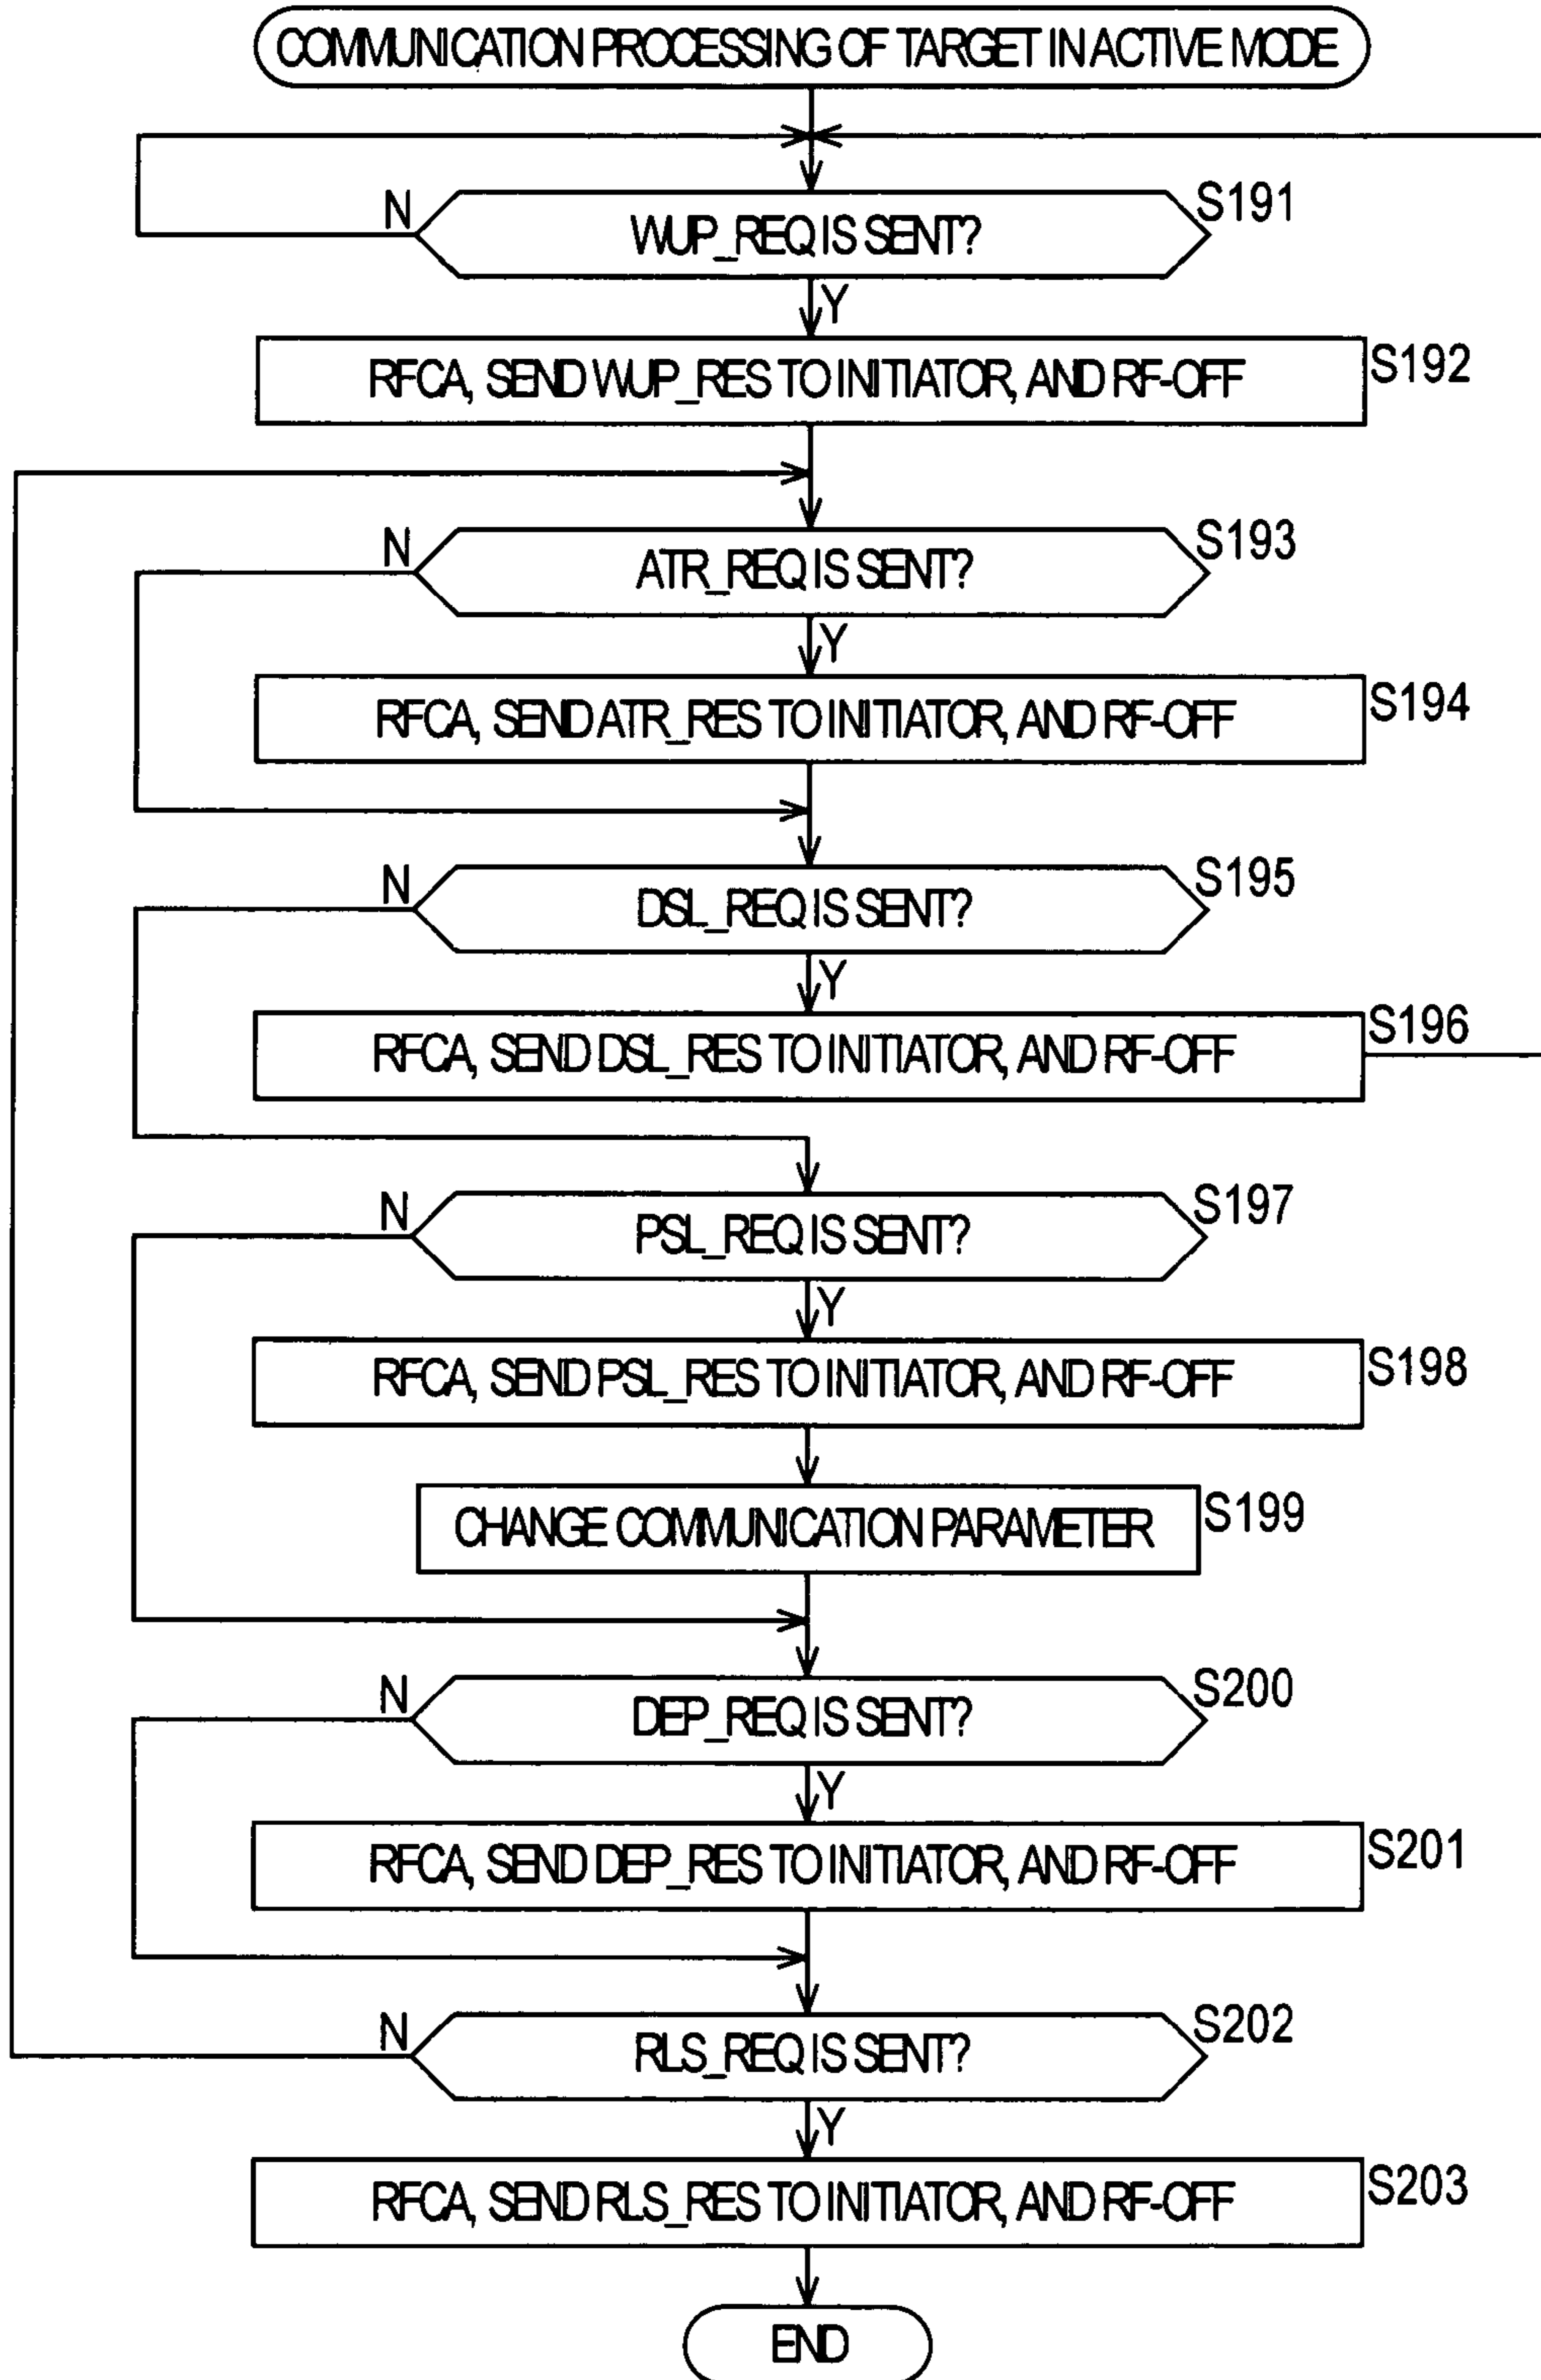 COMMUNICATION PROCESSING OF TARGET IN ACTIVE MODE
N
WUP_REQ IS SENT?
S191
Y
RFCA, SEND WUP_RES TO INITIATOR, AND RF-OFF
S192
N
ATR_REQ IS SENT?
S193
Y
RFCA, SEND ATR_RES TO INITIATOR, AND RF-OFF
S194
N
DSL_REQ IS SENT?
S195
Y
RFCA, SEND DSL_RES TO INITIATOR, AND RF-OFF
S196
N
PSL_REQ IS SENT?
S197
Y
RFCA, SEND PSL_RES TO INITIATOR, AND RF-OFF
S198
CHANGE COMMUNICATION PARAMETER
S199
N
DEP_REQ IS SENT?
S200
Y
RFCA, SEND DEP_RES TO INITIATOR, AND RF-OFF
S201
N
RLS_REQ IS SENT?
S202
Y
RFCA, SEND RLS_RES TO INITIATOR, AND RF-OFF
S203
END